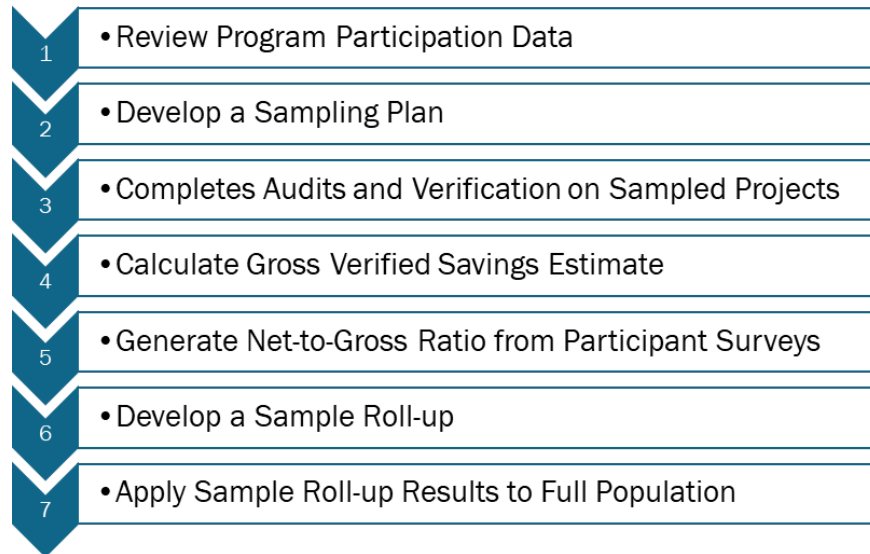 1 • Review Program Participation Data
2 • Develop a Sampling Plan
3 • Completes Audits and Verification on Sampled Projects
4 • Calculate Gross Verified Savings Estimate
5 • Generate Net-to-Gross Ratio from Participant Surveys
6 • Develop a Sample Roll-up
7 • Apply Sample Roll-up Results to Full Population